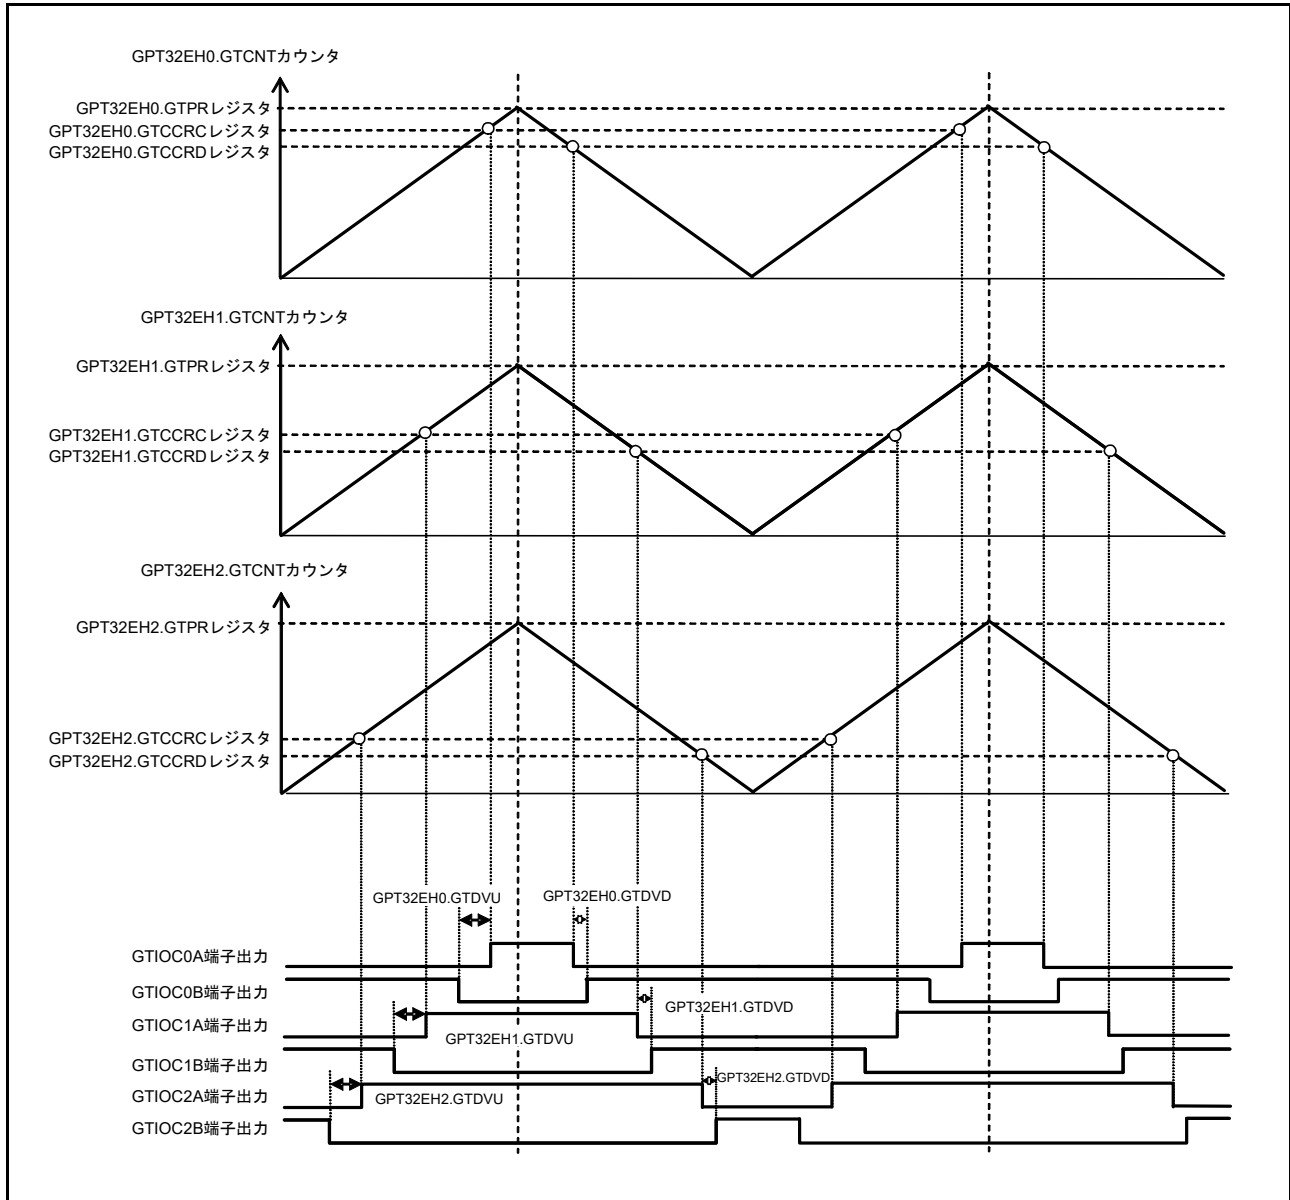 GPT32EH0.GTCNTカウンタ
GPT32EH0.GTPRレジスタ
GPT32EH0.GTCCRCレジスタ
GPT32EH0.GTCCRDレジスタ
GPT32EH1.GTCNTカウンタ
GPT32EH1.GTPRレジスタ
GPT32EH1.GTCCRCレジスタ
GPT32EH1.GTCCRDレジスタ
GPT32EH2.GTCNTカウンタ
GPT32EH2.GTPRレジスタ
GPT32EH2.GTCCRCレジスタ
GPT32EH2.GTCCRDレジスタ
GPT32EH0.GTDVU
GPT32EH0.GTDVD
GTIOC0A端子出力
GTIOC0B端子出力
GPT32EH1.GTDVD
GTIOC1A端子出力
GPT32EH1.GTDVU
GTIOC1B端子出力
GPT32EH2.GTDVD
GTIOC2A端子出力
GPT32EH2.GTDVU
GTIOC2B端子出力